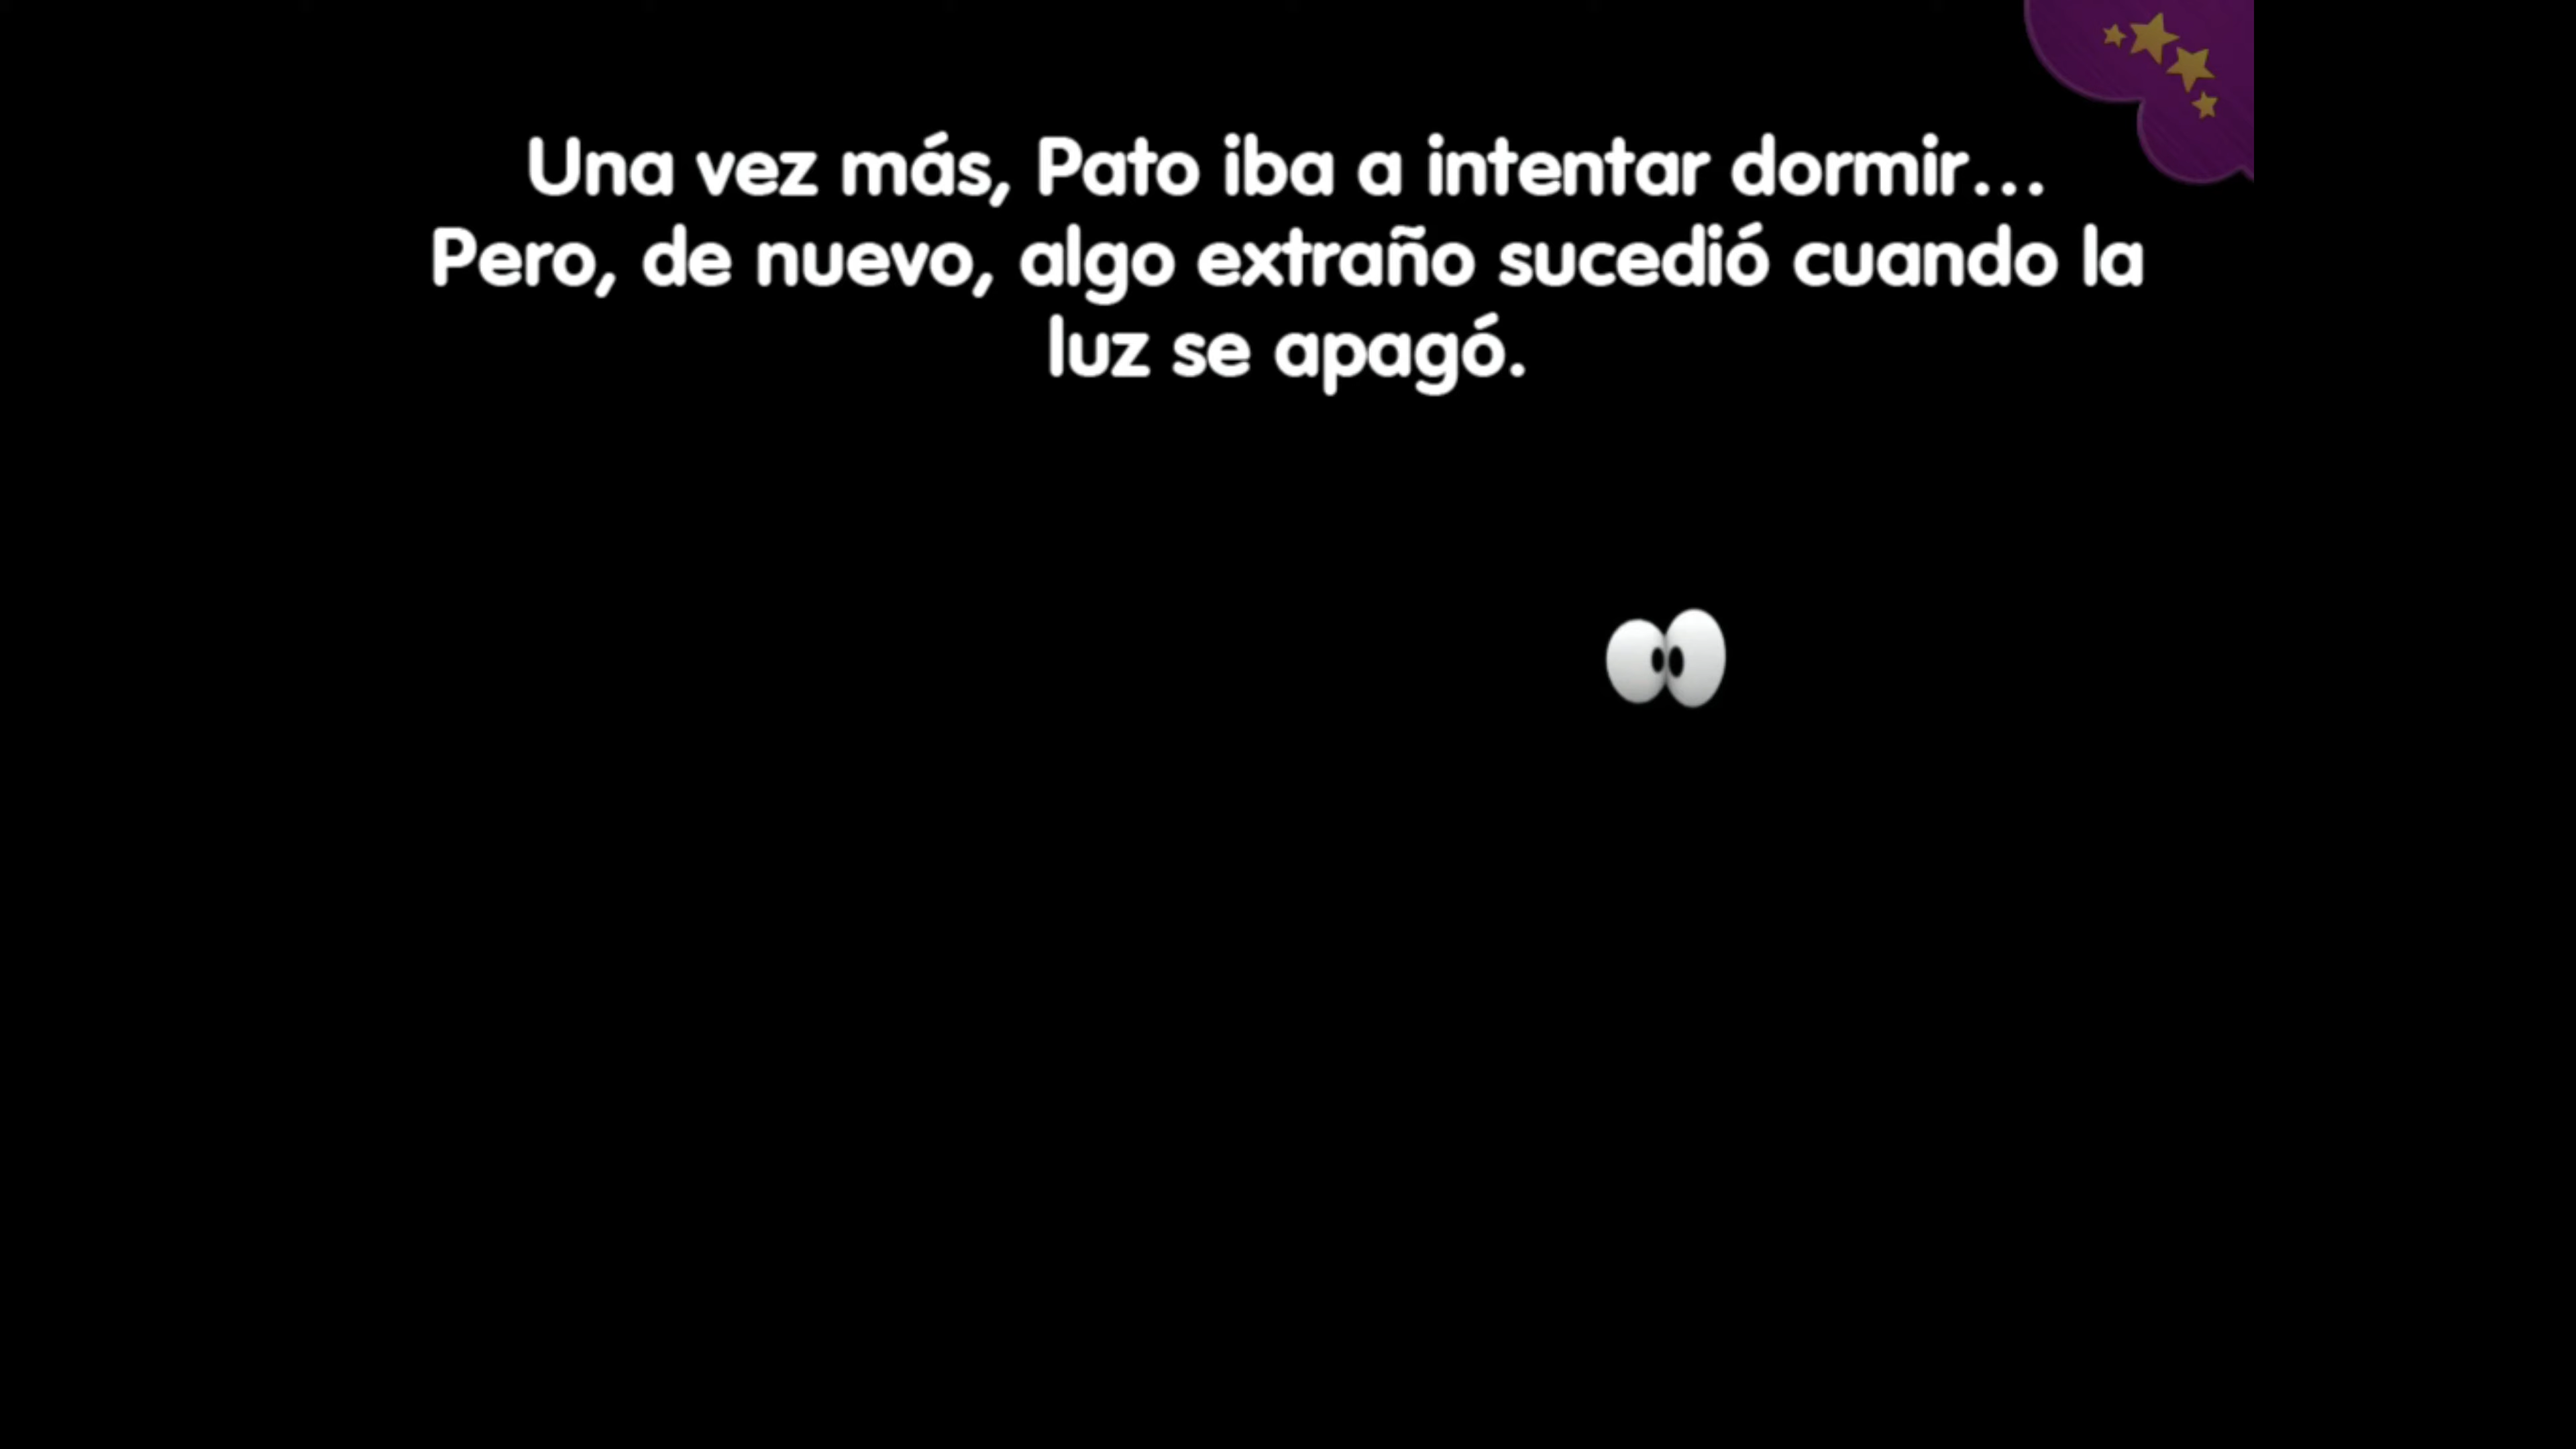 Una vez más, Pato iba a intentar dormir...
Pero, de nuevo, algo extraño sucedió cuando la
luz se apagó.